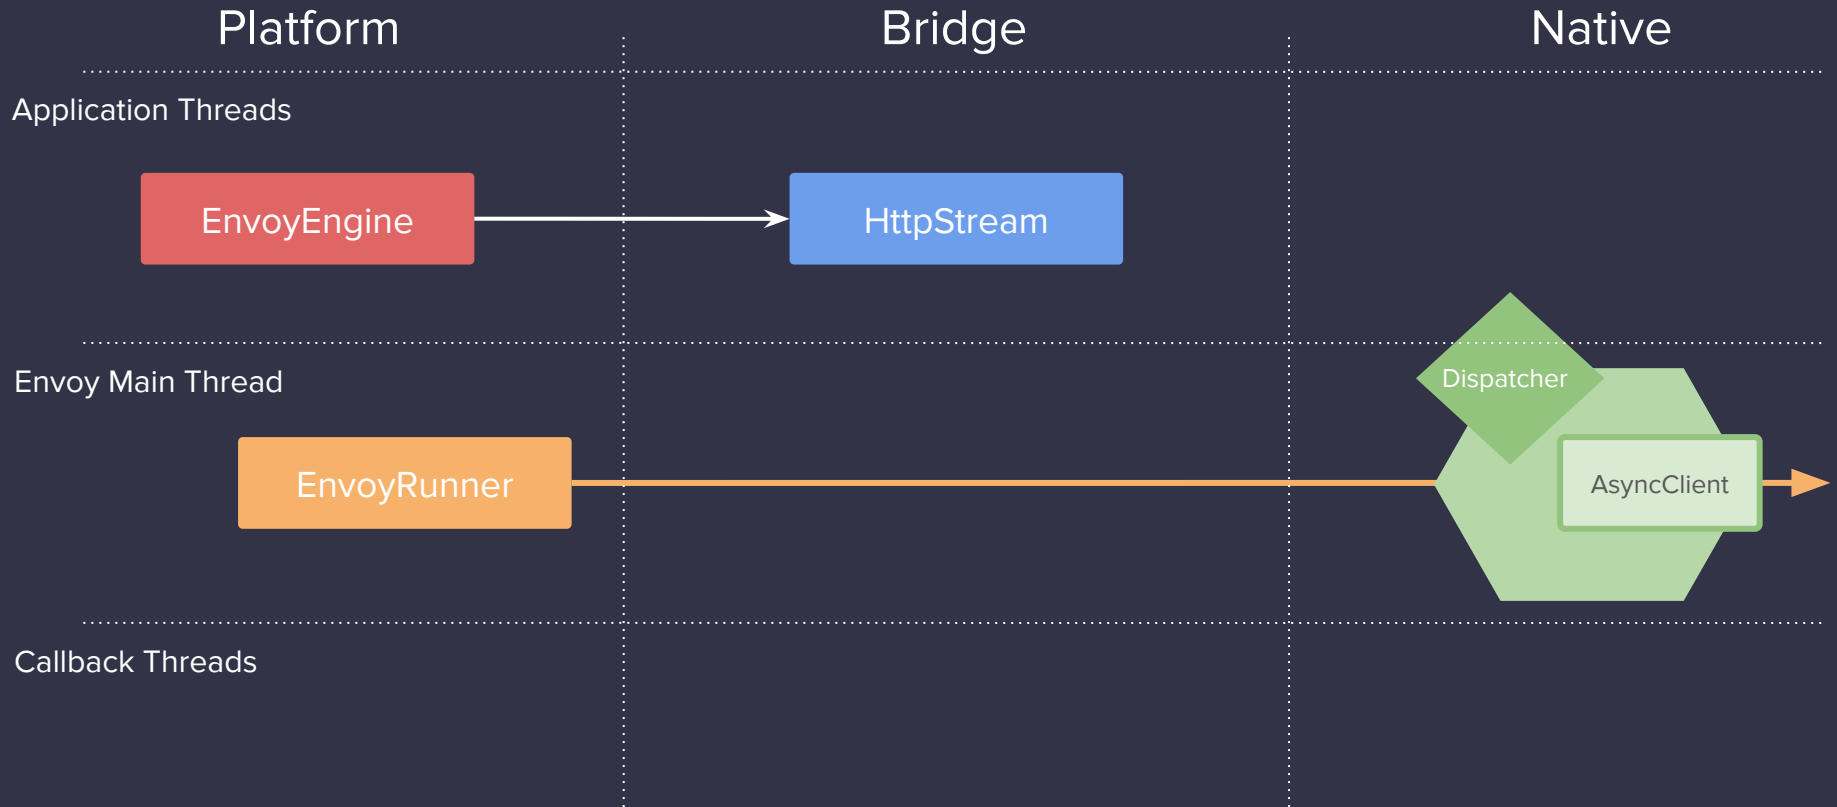 Platform
Bridge
Native
Application Threads
EnvoyEngine
HttpStream
Envoy Main Thread
Dispatcher
EnvoyRunner
AsyncClient
Callback Threads